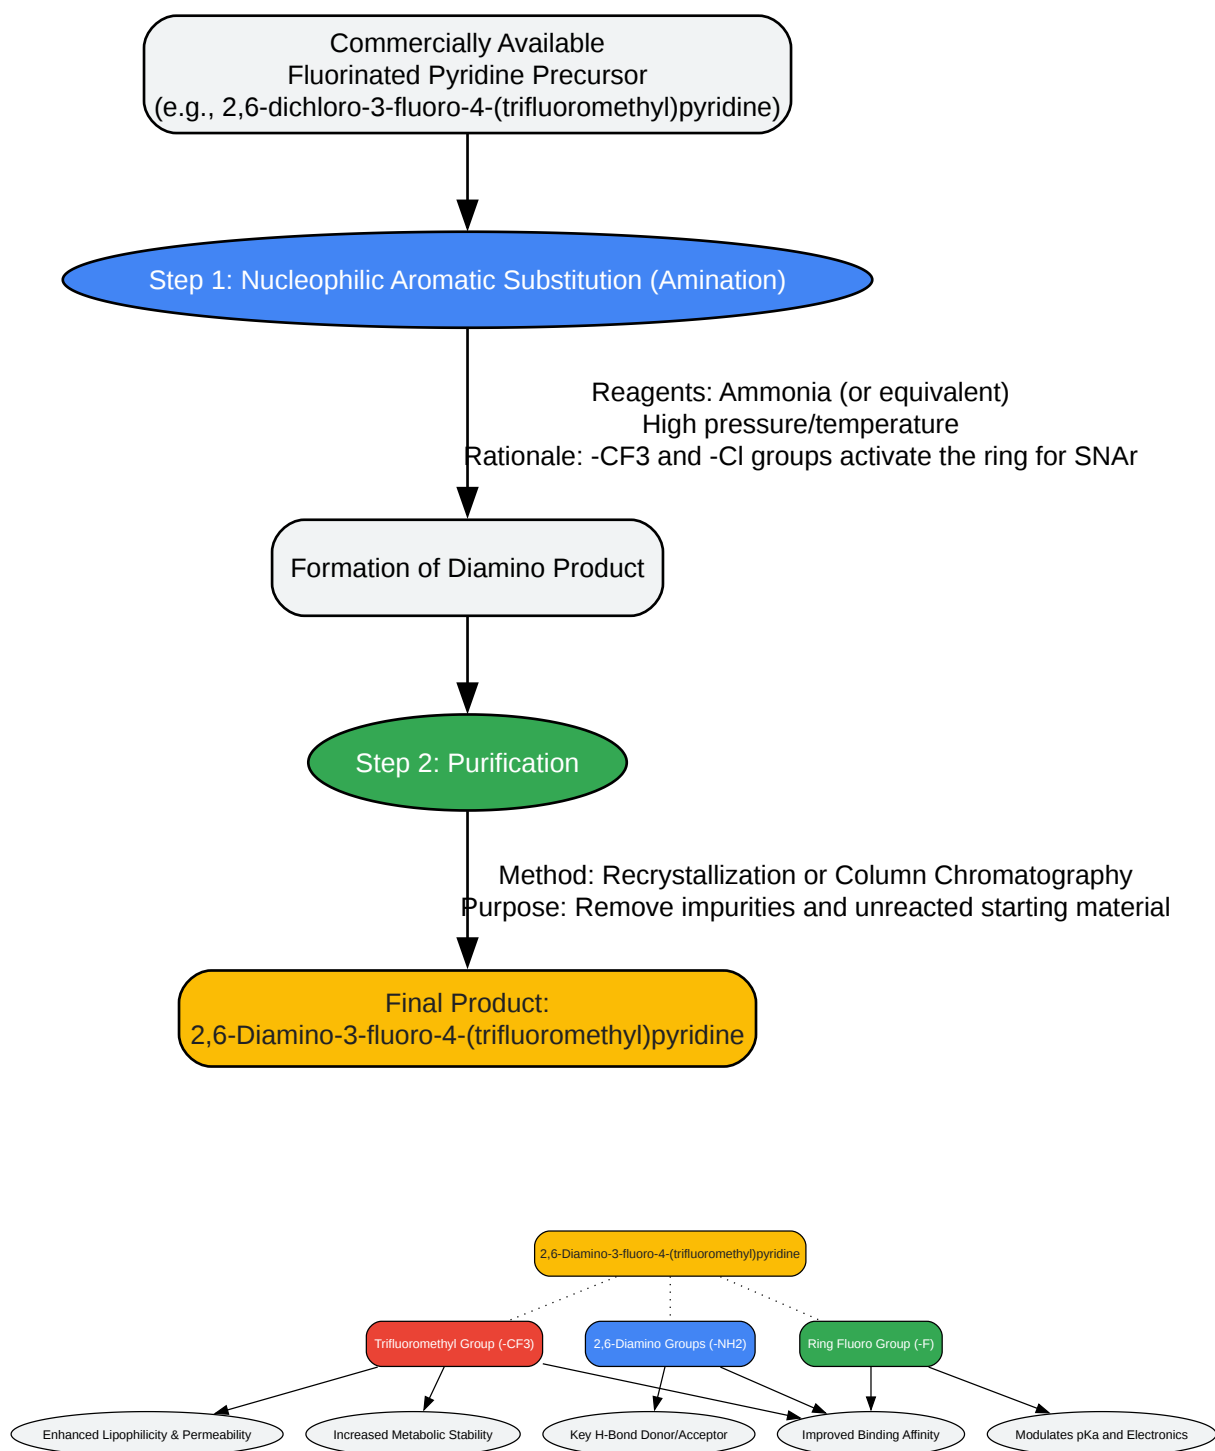 Commercially Available
Fluorinated Pyridine Precursor
(e.g., 2,6-dichloro-3-fluoro-4-(trifluoromethyl)pyridine)
Step 1: Nucleophilic Aromatic Substitution (Amination)
Reagents: Ammonia (or equivalent)
High pressure/temperature
Rationale: -CF3 and -Cl groups activate the ring for SNAr
Formation of Diamino Product
Step 2: Purification
Method: Recrystallization or Column Chromatography
Purpose: Remove impurities and unreacted starting material
Final Product:
2,6-Diamino-3-fluoro-4-(trifluoromethyl)pyridine
2,6-Diamino-3-fluoro-4-(trifluoromethyl)pyridine
Trifluoromethyl Group (-CF3)
2,6-Diamino Groups (-NH2)
Ring Fluoro Group (-F)
Enhanced Lipophilicity & Permeability
Increased Metabolic Stability
Key H-Bond Donor/Acceptor
Improved Binding Affinity
Modulates pKa and Electronics